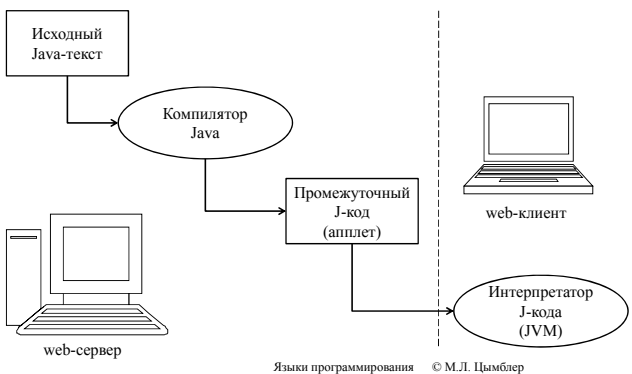 Исходный
Java-текст
Компилятор
Java
Промежуточный
J-код
(апплет)
web-клиент
Интерпретатор
J-кода
(JVM)
web-сервер
Языки программирования © М.Л. Цымблер